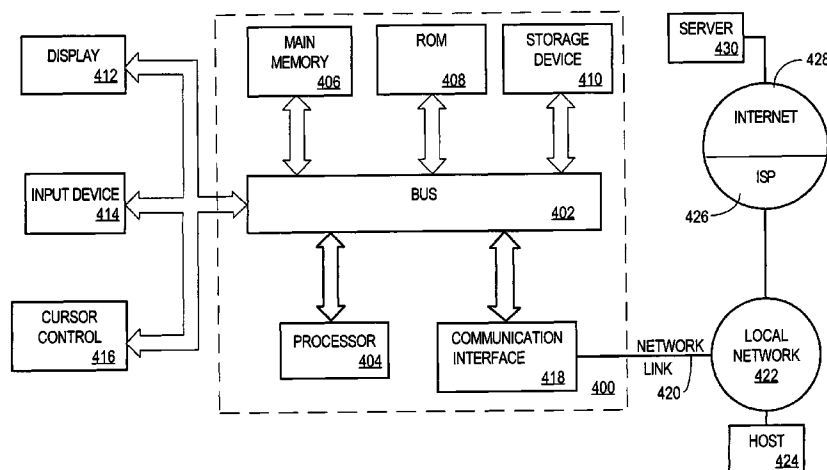 DISPLAY
412
INPUT DEVICE
414
CURSOR
CONTROL
416
MAIN
MEMORY
406
ROM
408
STORAGE
DEVICE
410
BUS
402
PROCESSOR
404
COMMUNICATION
INTERFACE
418
400
NETWORK
LINK
420
SERVER
430
428
INTERNET
ISP
426
LOCAL
NETWORK
422
HOST
424